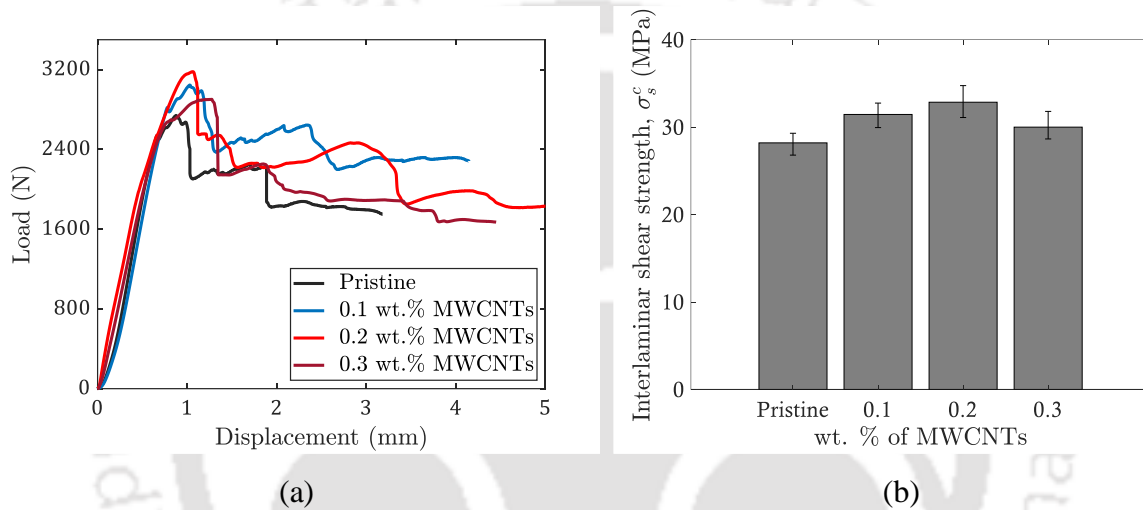 3200
2400
1600
800
0
Load (N)
Pristine
0.1 wt.% MWCNTs
0.2 wt.% MWCNTs
0.3 wt.% MWCNTs
0 1 2 3 4 5
Displacement (mm)
(a)
40
30
20
10
0
Interlaminar shear strength, σ_s^c (MPa)
Pristine 0.1 0.2 0.3
wt. % of MWCNTs
(b)